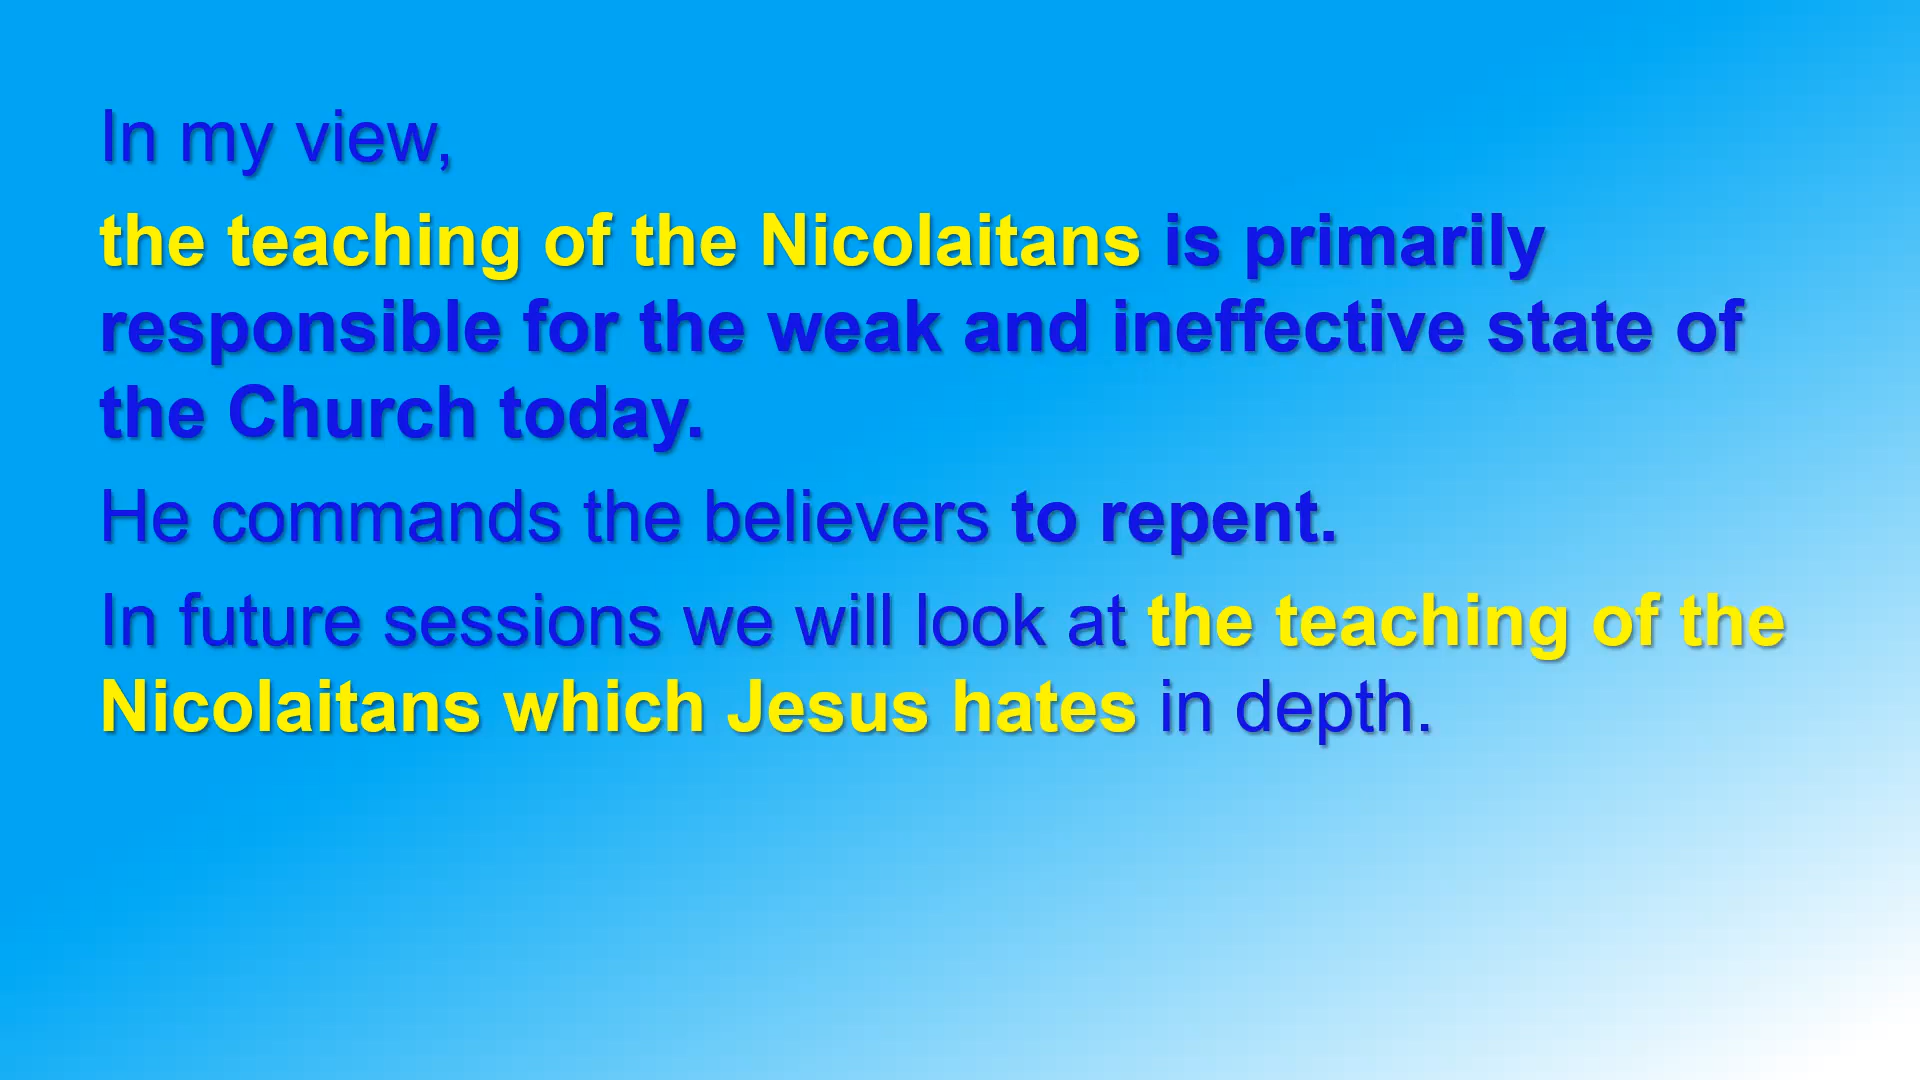 In my view,
the teaching of the Nicolaitans is primarily
responsible for the weak and ineffective state of
the Church today.
He commands the believers to repent.
In future sessions we will look at the teaching of the
Nicolaitans which Jesus hates in depth.